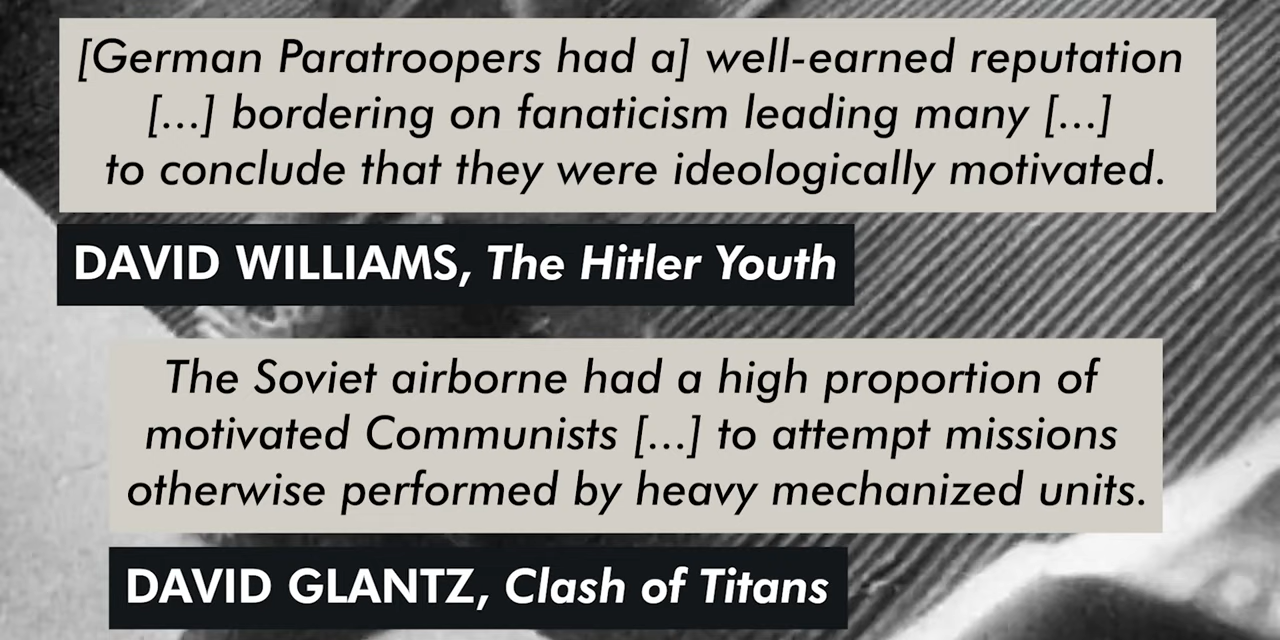 [German Paratroopers had a] well-earned reputation
[...] bordering on fanaticism leading many [...]
to conclude that they were ideologically motivated.
DAVID WILLIAMS, The Hitler Youth
The Soviet airborne had a high proportion of
motivated Communists [...] to attempt missions
otherwise performed by heavy mechanized units.
DAVID GLANTZ, Clash of Titans